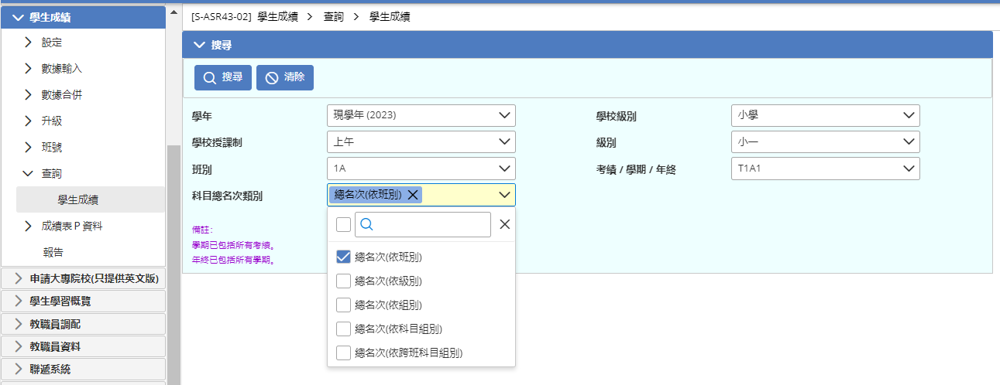 學生成績
設定
數據輸入
數據合併
升級
班號
查詢
學生成績
成績表 P 資料
報告
申請大專院校(只提供英文版)
學生學習概覽
教職員調配
教職員資料
聯遞系統
[S-ASR43-02] 學生成績 > 查詢 > 學生成績
搜尋
搜尋 清除
學年 現學年 (2023) 學校級別 小學
學校授課制 上午 級別 小一
班別 1A 考績 / 學期 / 年終 T1A1
科目總名次類別 總名次(依班別)
備註:
學期已包括所有考績。
年終已包括所有學期。
總名次(依班別)
總名次(依級別)
總名次(依組別)
總名次(依科目組別)
總名次(依跨班科目組別)